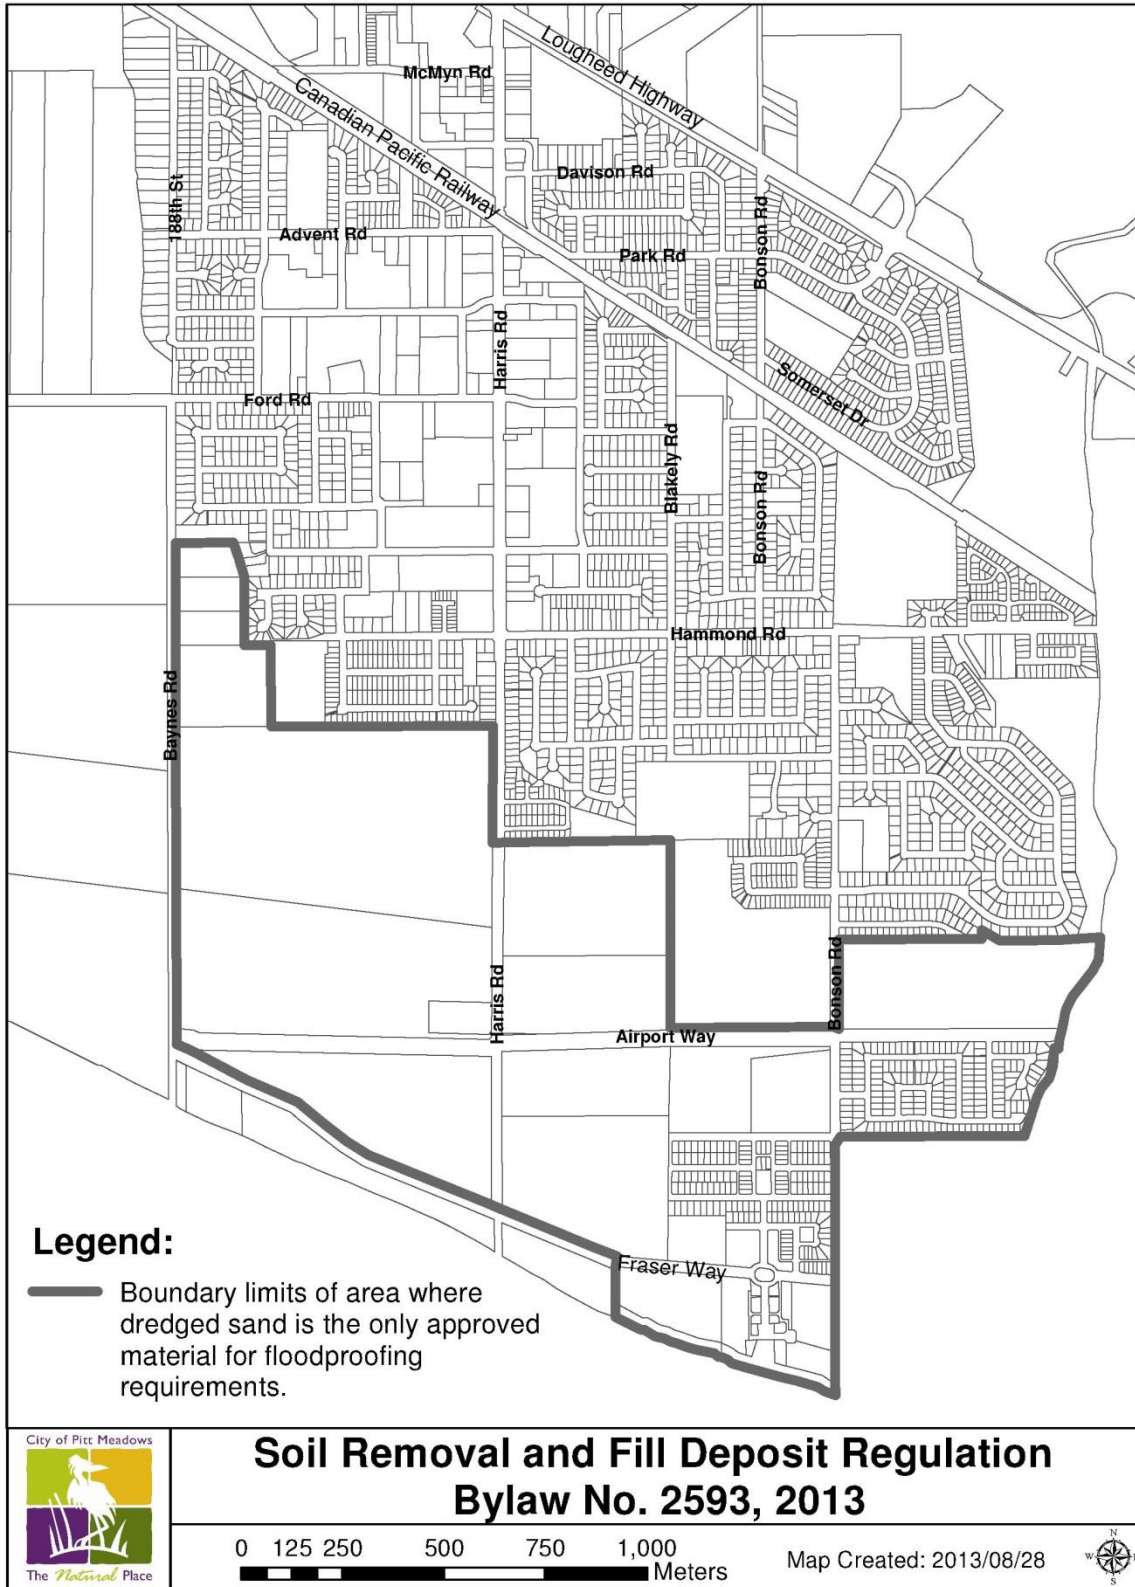 McMyn Rd
Lougheed Highway
Canadian Pacific Railway
Davison Rd
188th St
Advent Rd
Park Rd
Bonson Rd
Harris Rd
Somerset Dr
Ford Rd
Blakely Rd
Bonson Rd
Hammond Rd
Baynes Rd
Harris Rd
Bonson Rd
Airport Way
Fraser Way
Legend:
Boundary limits of area where
dredged sand is the only approved
material for floodproofing
requirements.
City of Pitt Meadows
The Natural Place
Soil Removal and Fill Deposit Regulation
Bylaw No. 2593, 2013
0 125 250 500 750 1,000
Meters
Map Created: 2013/08/28
N
W E
S